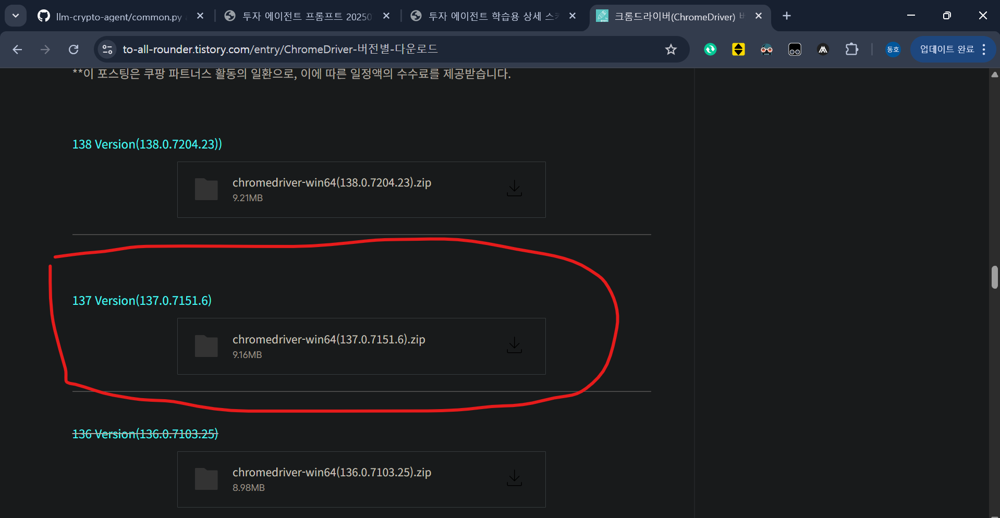 llm-crypto-agent/common.py
투자 에이전트 프롬프트 20250
투자 에이전트 학습용 상세 스
크롬드라이버(ChromeDriver)
to-all-rounder.tistory.com/entry/ChromeDriver-버전별-다운로드
동호
업데이트 완료
**이 포스팅은 쿠팡 파트너스 활동의 일환으로, 이에 따른 일정액의 수수료를 제공받습니다.
138 Version(138.0.7204.23))
chromedriver-win64(138.0.7204.23).zip
9.21MB
137 Version(137.0.7151.6)
chromedriver-win64(137.0.7151.6).zip
9.16MB
136 Version(136.0.7103.25)
chromedriver-win64(136.0.7103.25).zip
8.98MB